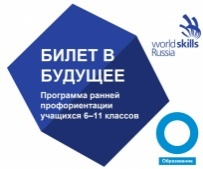 БИЛЕТ В
БУДУЩЕЕ
Программа ранней
профориентации
учащихся 6–11 классов
worldskills
Russia
Образование